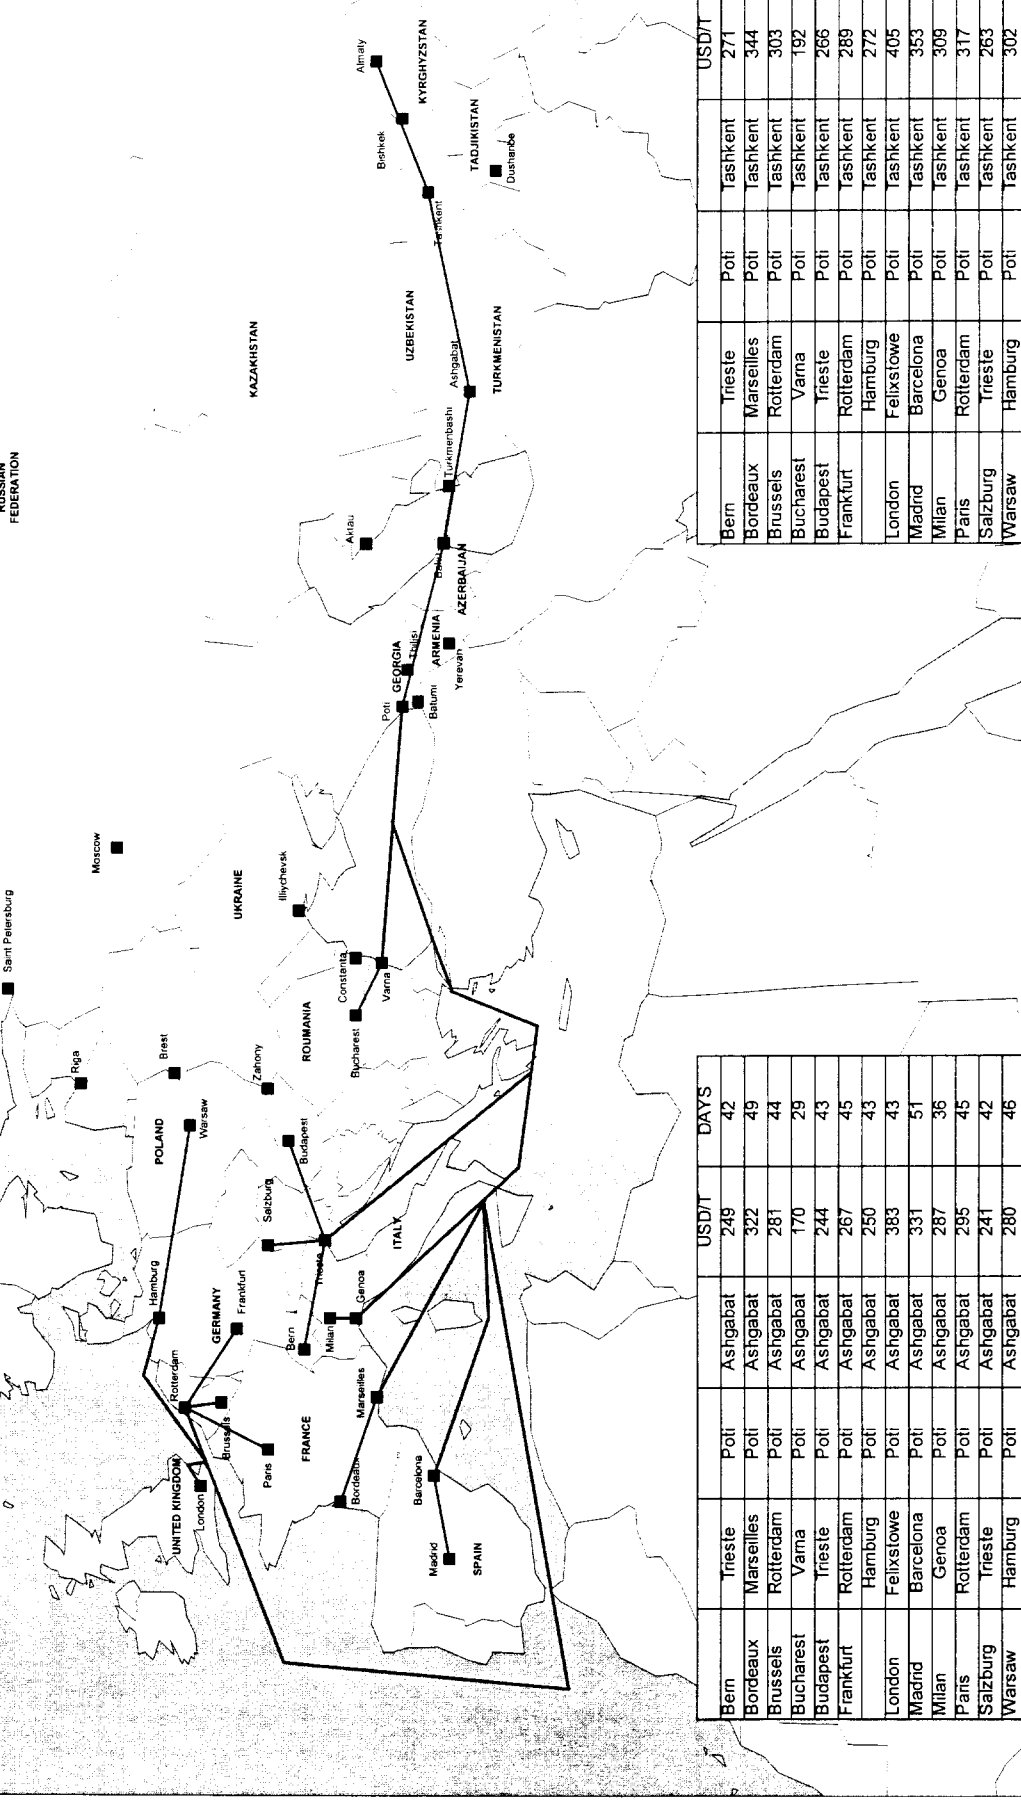 RUSSIAN
FEDERATION
Saint Petersburg
Moscow
Riga
Brest
Warsaw
POLAND
Hamburg
Zahony
UKRAINE
Illiychevsk
KAZAKHSTAN
Almaty
Bishkek
KYRGHYZSTAN
Tashkent
TADJIKISTAN
Dushanbe
UZBEKISTAN
Ashgabat
TURKMENISTAN
Turkmenbashi
Aktau
Baku
AZERBAIJAN
GEORGIA
Tbilisi
ARMENIA
Yerevan
Poti
Batumi
Constanta
Varna
Bucharest
ROUMANIA
Budapest
Salzburg
Trieste
ITALY
GERMANY
Frankfurt
Rotterdam
Bern
Milan
Genoa
Brussels
UNITED KINGDOM
London
Paris
FRANCE
Marseilles
Bordeaux
Barcelona
Madrid
SPAIN
USD/T DAYS
Bern Trieste Poti Ashgabat 249 42
Bordeaux Marseilles Poti Ashgabat 322 49
Brussels Rotterdam Poti Ashgabat 281 44
Bucharest Varna Poti Ashgabat 170 29
Budapest Trieste Poti Ashgabat 244 43
Frankfurt Rotterdam Poti Ashgabat 267 45
Hamburg Poti Ashgabat 250 43
London Felixstowe Poti Ashgabat 383 43
Madrid Barcelona Poti Ashgabat 331 51
Milan Genoa Poti Ashgabat 287 36
Paris Rotterdam Poti Ashgabat 295 45
Salzburg Trieste Poti Ashgabat 241 42
Warsaw Hamburg Poti Ashgabat 280 46
USD/T
Bern Trieste Poti Tashkent 271
Bordeaux Marseilles Poti Tashkent 344
Brussels Rotterdam Poti Tashkent 303
Bucharest Varna Poti Tashkent 192
Budapest Trieste Poti Tashkent 266
Frankfurt Rotterdam Poti Tashkent 289
Hamburg Poti Tashkent 272
London Felixstowe Poti Tashkent 405
Madrid Barcelona Poti Tashkent 353
Milan Genoa Poti Tashkent 309
Paris Rotterdam Poti Tashkent 317
Salzburg Trieste Poti Tashkent 263
Warsaw Hamburg Poti Tashkent 302